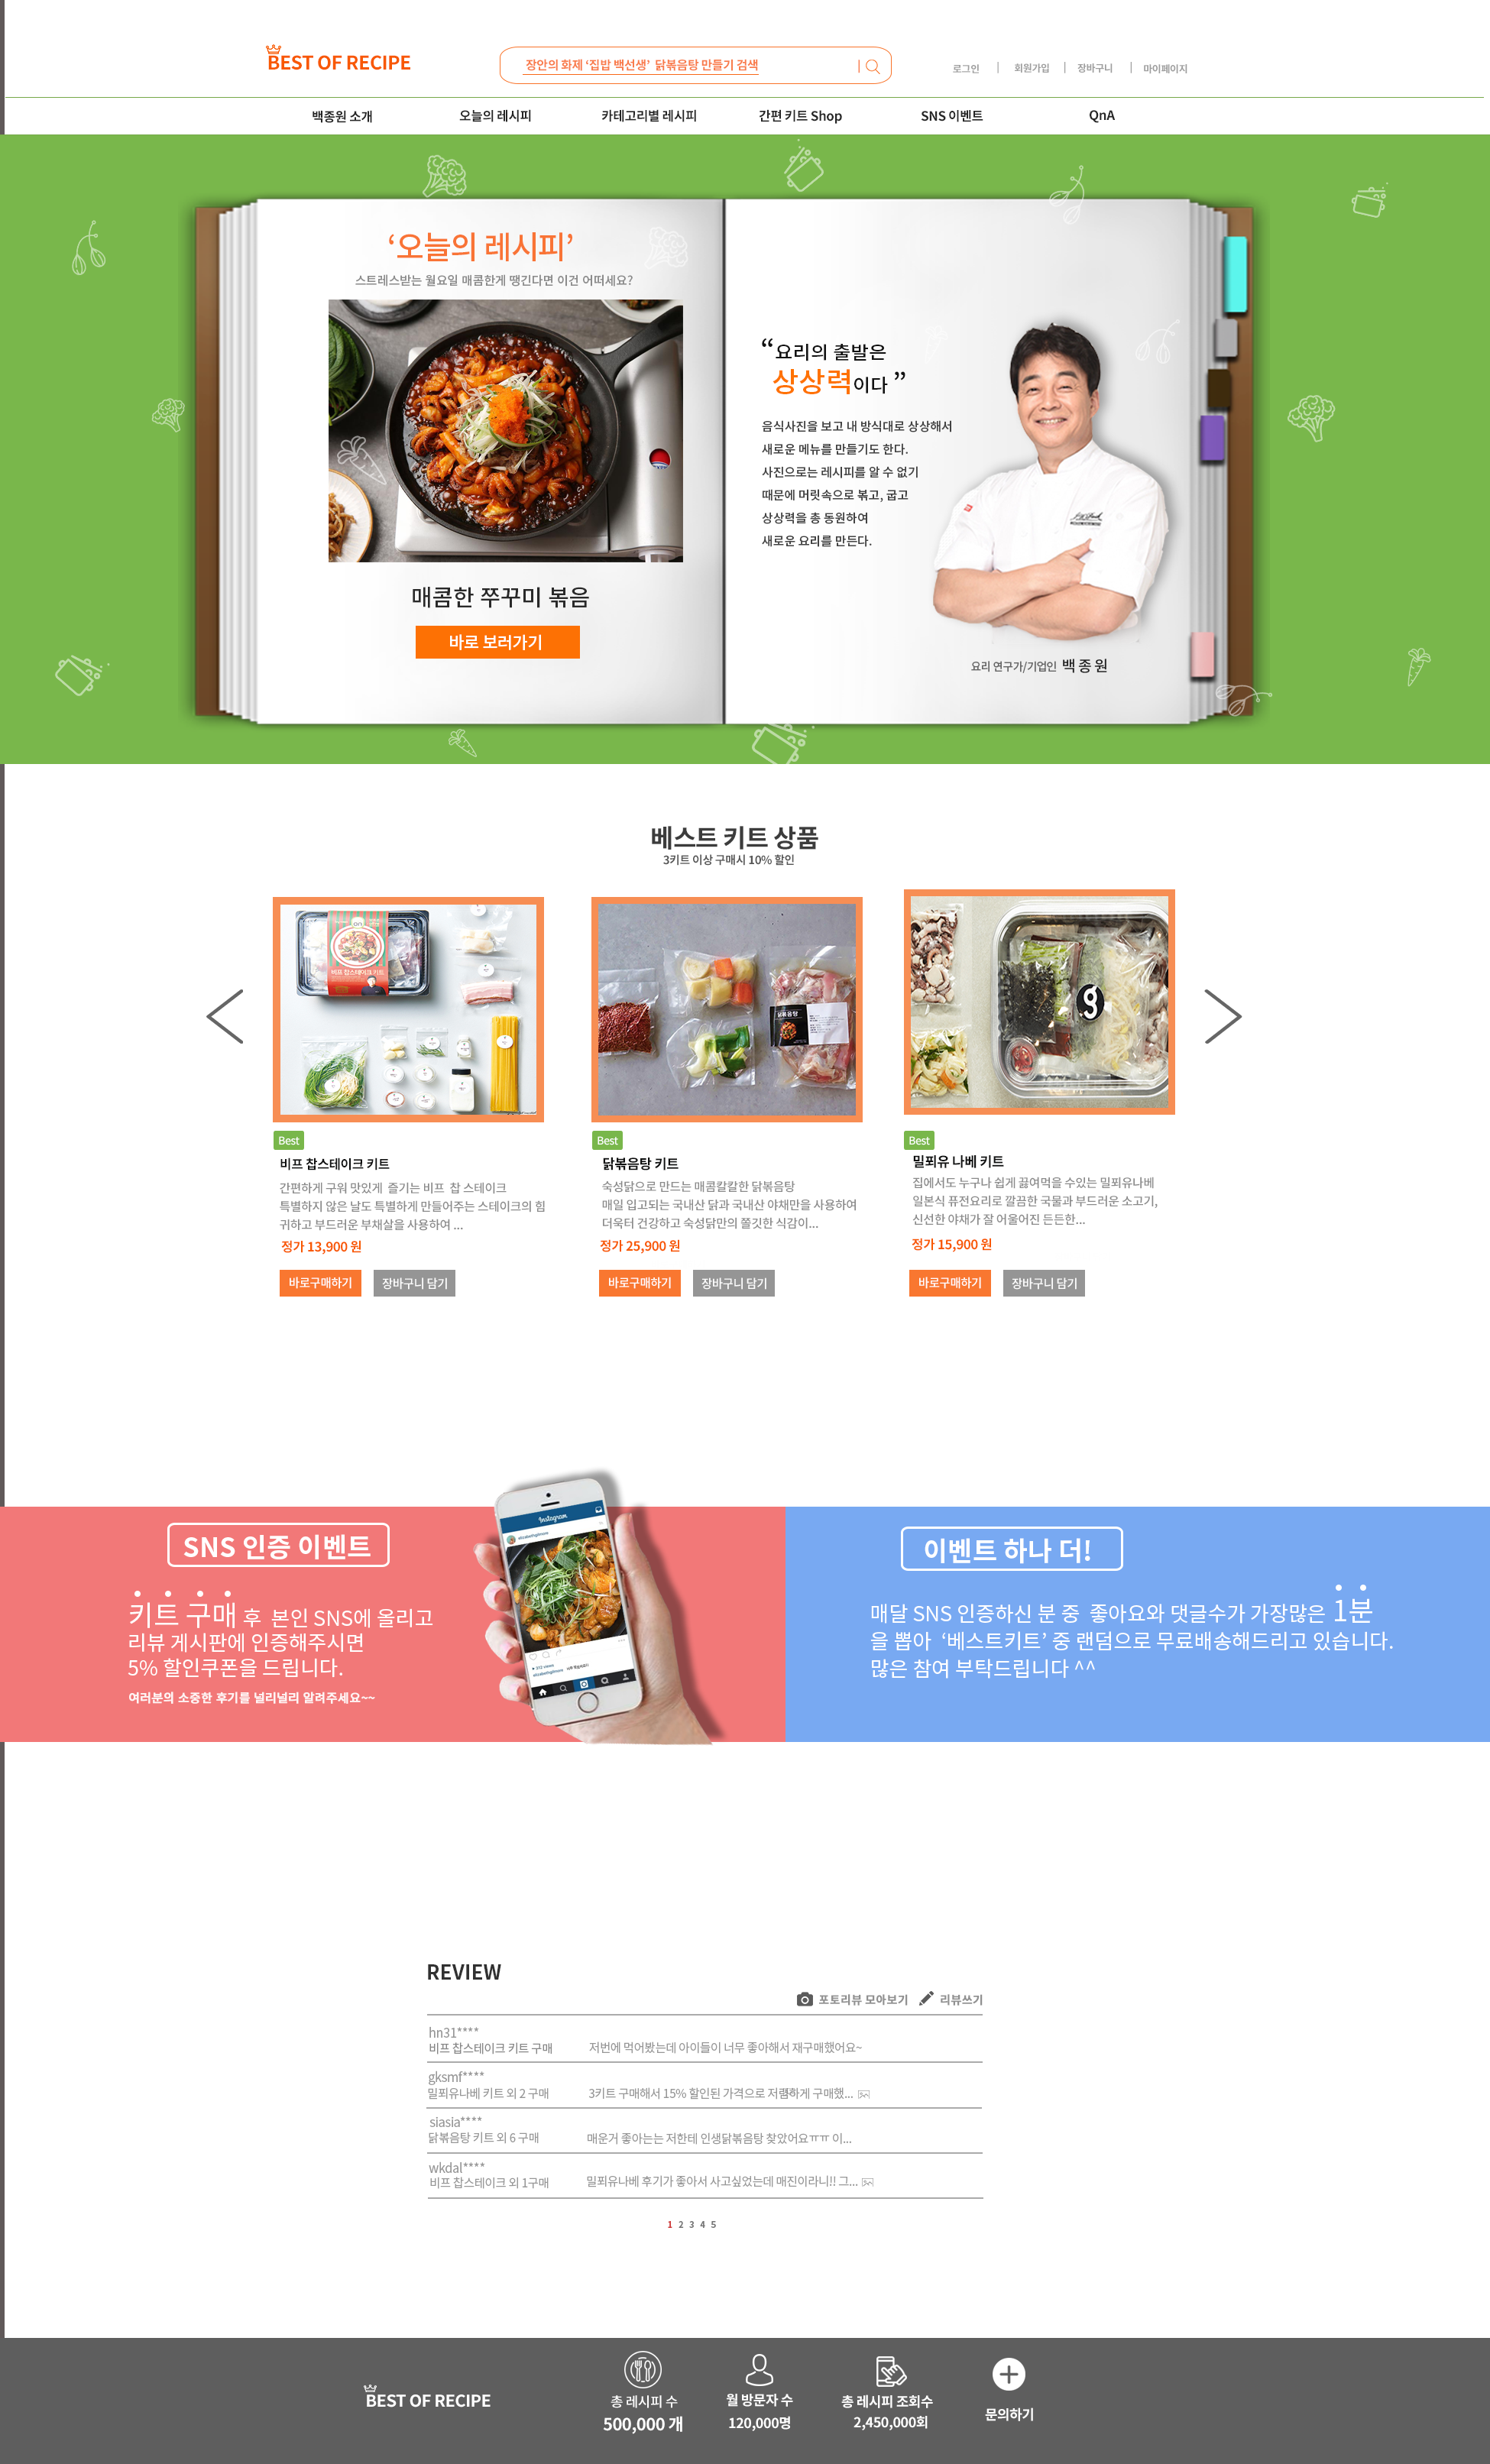 BEST OF RECIPE
장안의 화제 ‘집밥 백선생’ 닭볶음탕 만들기 검색
로그인 | 회원가입 | 장바구니 | 마이페이지
백종원 소개 오늘의 레시피 카테고리별 레시피 간편 키트 Shop SNS 이벤트 QnA
‘오늘의 레시피’
스트레스받는 월요일 매콤한게 땡긴다면 이건 어떠세요?
매콤한 쭈꾸미 볶음
바로 보러가기
“요리의 출발은
상상력이다 ”
음식사진을 보고 내 방식대로 상상해서
새로운 메뉴를 만들기도 한다.
사진으로는 레시피를 알 수 없기
때문에 머릿속으로 볶고, 굽고
상상력을 총 동원하여
새로운 요리를 만든다.
요리 연구가/기업인 백종원
베스트 키트 상품
3키트 이상 구매시 10% 할인
비프 찹스테이크키트
Best
비프 찹스테이크 키트
간편하게 구워 맛있게 즐기는 비프 찹 스테이크
특별하지 않은 날도 특별하게 만들어주는 스테이크의 힘
귀하고 부드러운 부채살을 사용하여 ...
정가 13,900 원
바로구매하기 장바구니 담기
닭볶음탕
Best
닭볶음탕 키트
숙성닭으로 만드는 매콤칼칼한 닭볶음탕
매일 입고되는 국내산 닭과 국내산 야채만을 사용하여
더욱터 건강하고 숙성닭만의 쫄깃한 식감이...
정가 25,900 원
바로구매하기 장바구니 담기
Best
밀푀유 나베 키트
집에서도 누구나 쉽게 끓여먹을 수있는 밀푀유나베
일본식 퓨전요리로 깔끔한 국물과 부드러운 소고기,
신선한 야채가 잘 어울어진 든든한...
정가 15,900 원
바로구매하기 장바구니 담기
SNS 인증 이벤트
키트 구매 후 본인 SNS에 올리고
리뷰 게시판에 인증해주시면
5% 할인쿠폰을 드립니다.
여러분의 소중한 후기를 널리널리 알려주세요~~
Instagram
이벤트 하나 더!
매달 SNS 인증하신 분 중 좋아요와 댓글수가 가장많은 1분
을 뽑아 ‘베스트키트’ 중 랜덤으로 무료배송해드리고 있습니다.
많은 참여 부탁드립니다 ^^
REVIEW
포토리뷰 모아보기 리뷰쓰기
hn31****
비프 찹스테이크 키트 구매 저번에 먹어봤는데 아이들이 너무 좋아해서 재구매했어요~
gksmf****
밀푀유나베 키트 외 2 구매 3키트 구매해서 15% 할인된 가격으로 저렴하게 구매했...
siasia****
닭볶음탕 키트 외 6 구매 매운거 좋아는는 저한테 인생닭볶음탕 찾았어요ㅠㅠ 이...
wkdal****
비프 찹스테이크 외 1구매 밀푀유나베 후기가 좋아서 사고싶었는데 매진이라니!! 그...
1 2 3 4 5
BEST OF RECIPE
총 레시피 수
500,000 개
월 방문자 수
120,000명
총 레시피 조회수
2,450,000회
문의하기